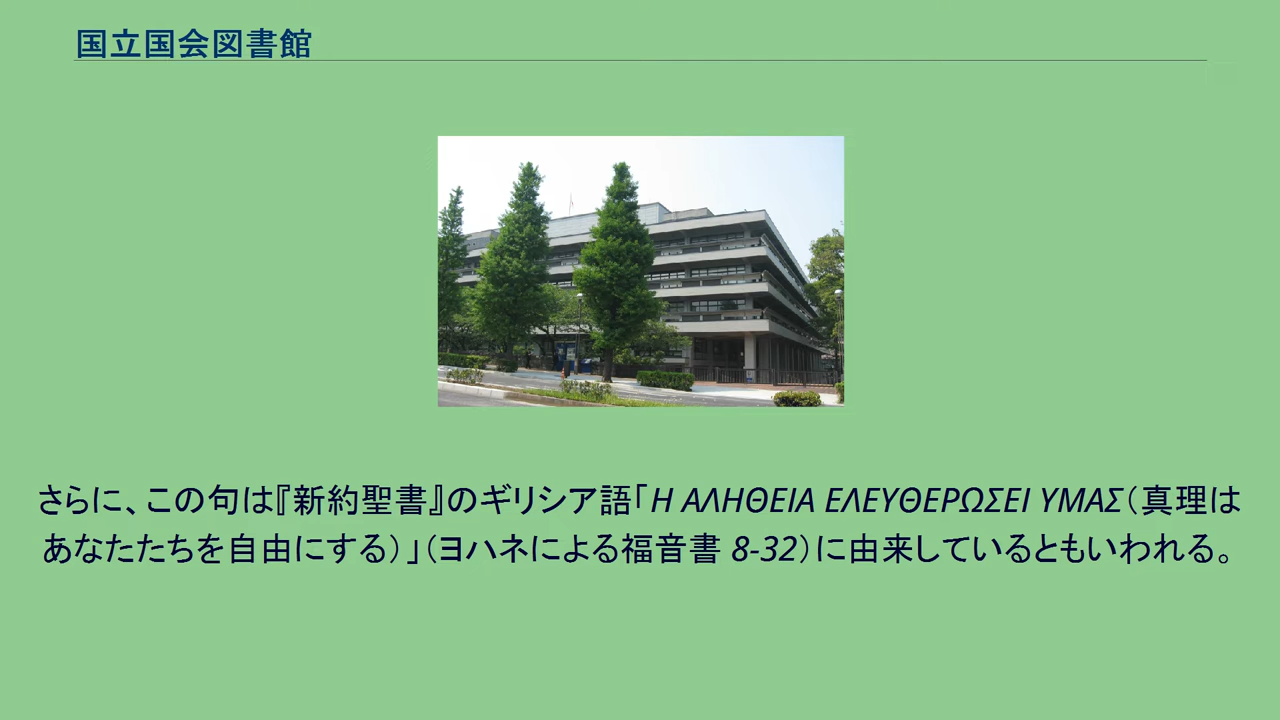 国立国会図書館
さらに、この句は『新約聖書』のギリシア語「Η ΑΛΗΘΕΙΑ ΕΛΕΥΘΕΡΩΣΕΙ ΥΜΑΣ（真理は
あなたたちを自由にする）」（ヨハネによる福音書 8-32）に由来しているともいわれる。